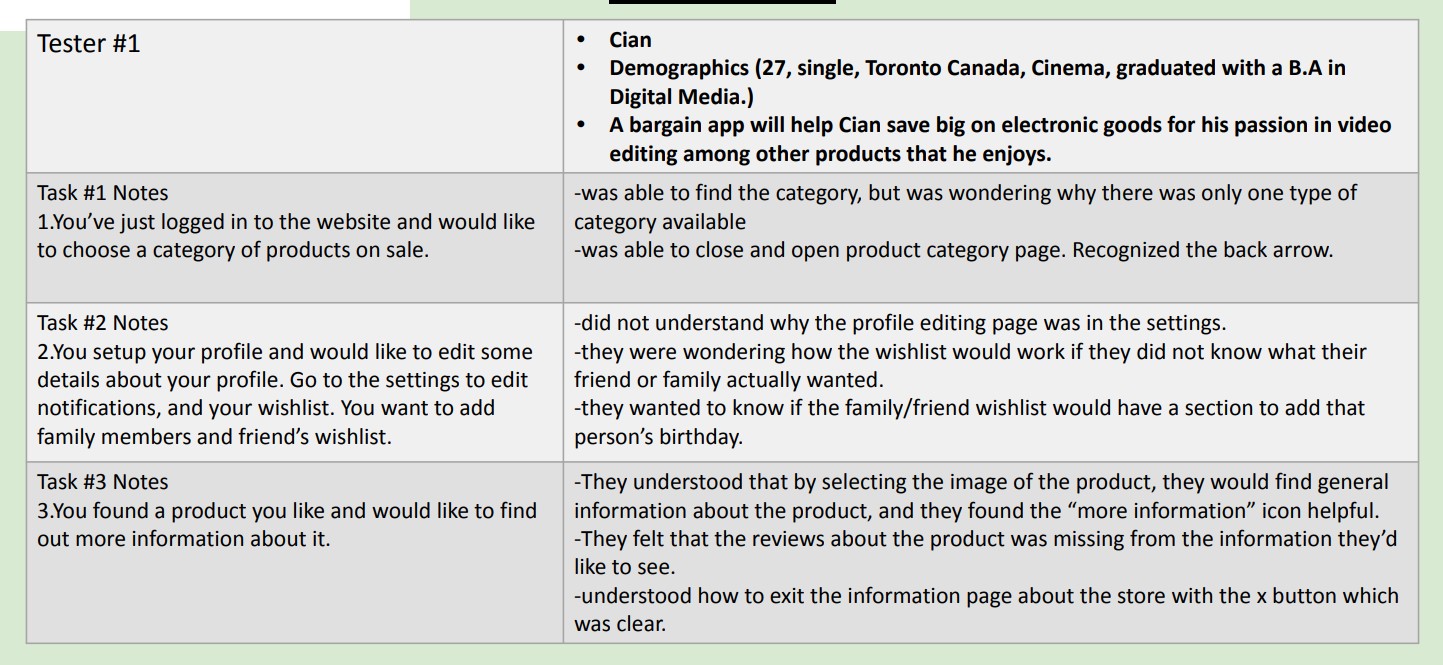 Tester #1
• Cian
• Demographics (27, single, Toronto Canada, Cinema, graduated with a B.A in
Digital Media.)
• A bargain app will help Cian save big on electronic goods for his passion in video
editing among other products that he enjoys.
Task #1 Notes
1.You’ve just logged in to the website and would like
to choose a category of products on sale.
-was able to find the category, but was wondering why there was only one type of
category available
-was able to close and open product category page. Recognized the back arrow.
Task #2 Notes
2.You setup your profile and would like to edit some
details about your profile. Go to the settings to edit
notifications, and your wishlist. You want to add
family members and friend’s wishlist.
-did not understand why the profile editing page was in the settings.
-they were wondering how the wishlist would work if they did not know what their
friend or family actually wanted.
-they wanted to know if the family/friend wishlist would have a section to add that
person’s birthday.
Task #3 Notes
3.You found a product you like and would like to find
out more information about it.
-They understood that by selecting the image of the product, they would find general
information about the product, and they found the “more information” icon helpful.
-They felt that the reviews about the product was missing from the information they’d
like to see.
-understood how to exit the information page about the store with the x button which
was clear.